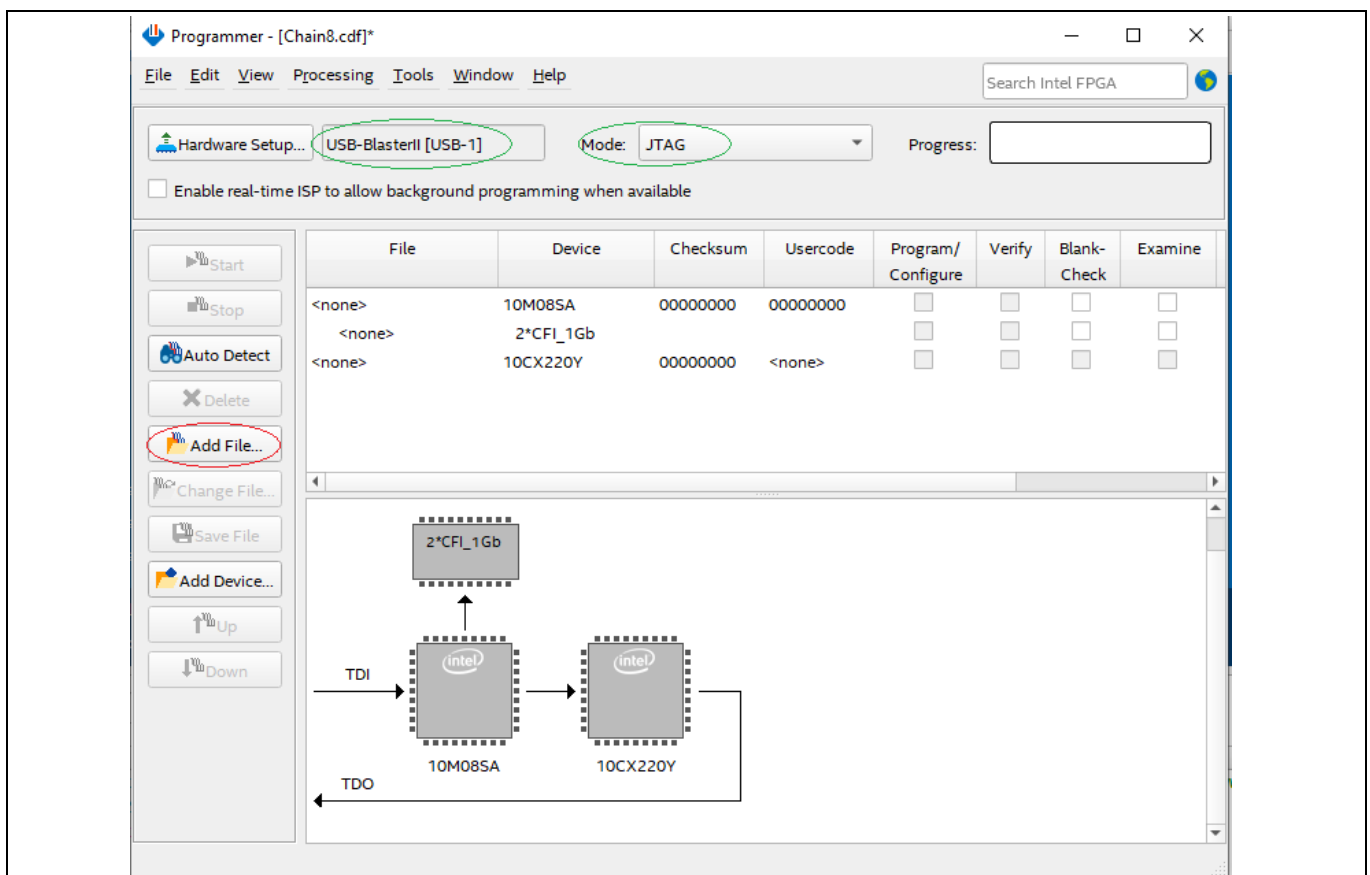 Programmer - [Chain8.cdf]*
File Edit View Processing Tools Window Help
Search Intel FPGA
Hardware Setup... USB-BlasterII [USB-1] Mode: JTAG Progress:
Enable real-time ISP to allow background programming when available
Start
Stop
Auto Detect
Delete
Add File...
Change File...
Save File
Add Device...
Up
Down
File Device Checksum Usercode Program/ Verify Blank- Examine
Configure Check
<none> 10M08SA 00000000 00000000
<none> 2*CFI_1Gb
<none> 10CX220Y 00000000 <none>
2*CFI_1Gb
intel intel
TDI
10M08SA 10CX220Y
TDO